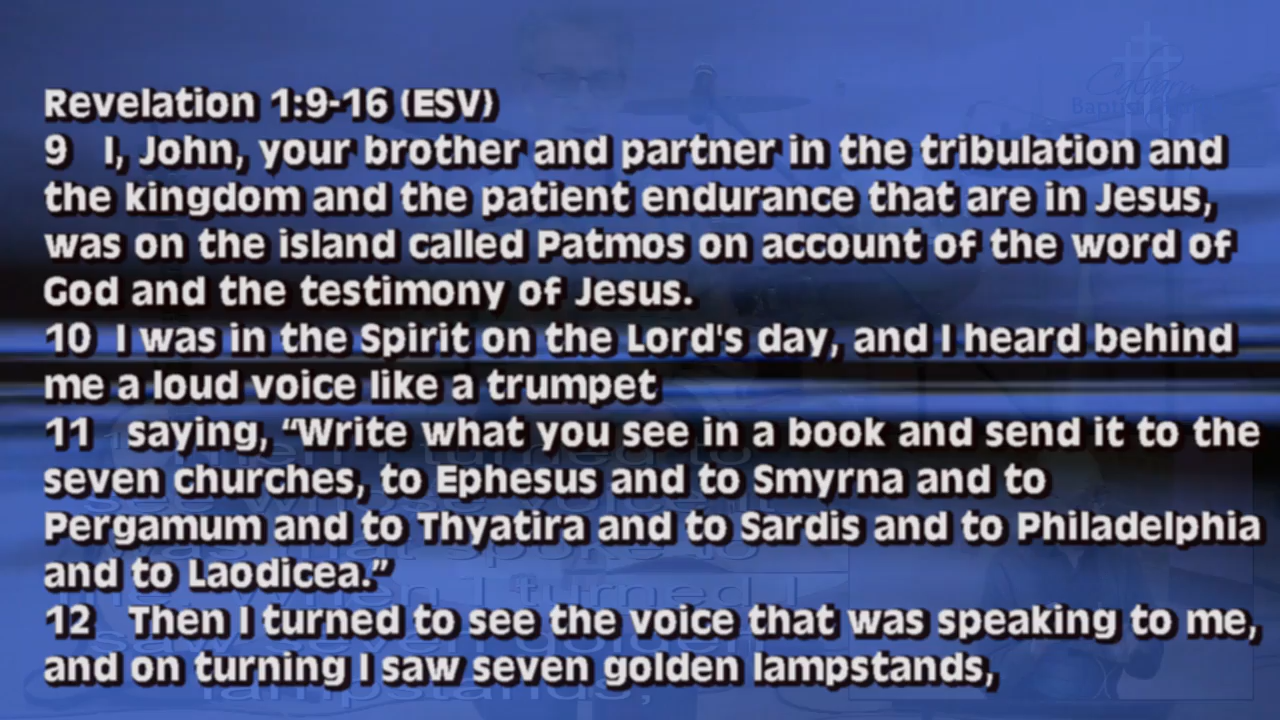 Revelation 1:9-16 (ESV)
9 I, John, your brother and partner in the tribulation and
the kingdom and the patient endurance that are in Jesus,
was on the island called Patmos on account of the word of
God and the testimony of Jesus.
10 I was in the Spirit on the Lord's day, and I heard behind
me a loud voice like a trumpet
11 saying, “Write what you see in a book and send it to the
seven churches, to Ephesus and to Smyrna and to
Pergamum and to Thyatira and to Sardis and to Philadelphia
and to Laodicea.”
12 Then I turned to see the voice that was speaking to me,
and on turning I saw seven golden lampstands,